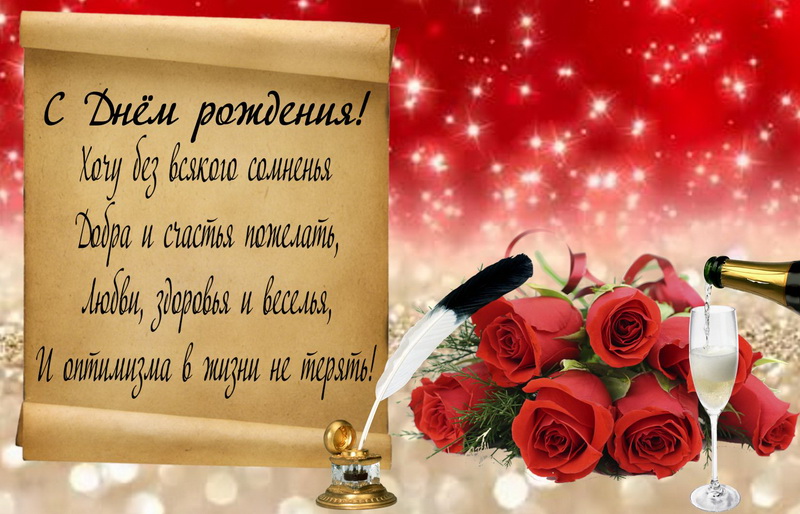 С Днём рождения!
Хочу без всякого сомненья
Добра и счастья пожелать,
Любви, здоровья и веселья,
И оптимизма в жизни не терять!